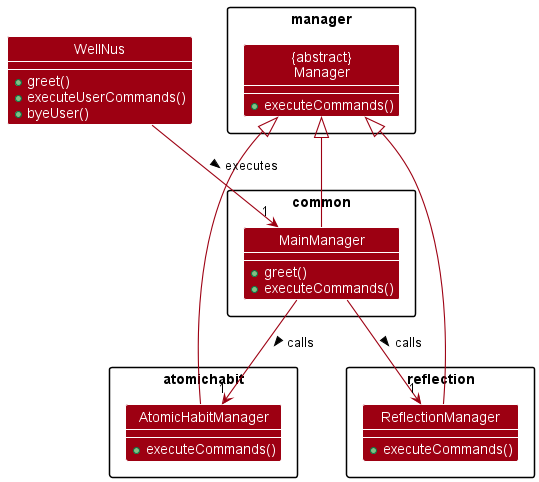 manager
WellNus
greet()
executeUserCommands()
byeUser()
{abstract}
Manager
executeCommands()
executes
1
common
MainManager
greet()
executeCommands()
calls
calls
atomichabit
1
AtomicHabitManager
executeCommands()
reflection
1
ReflectionManager
executeCommands()